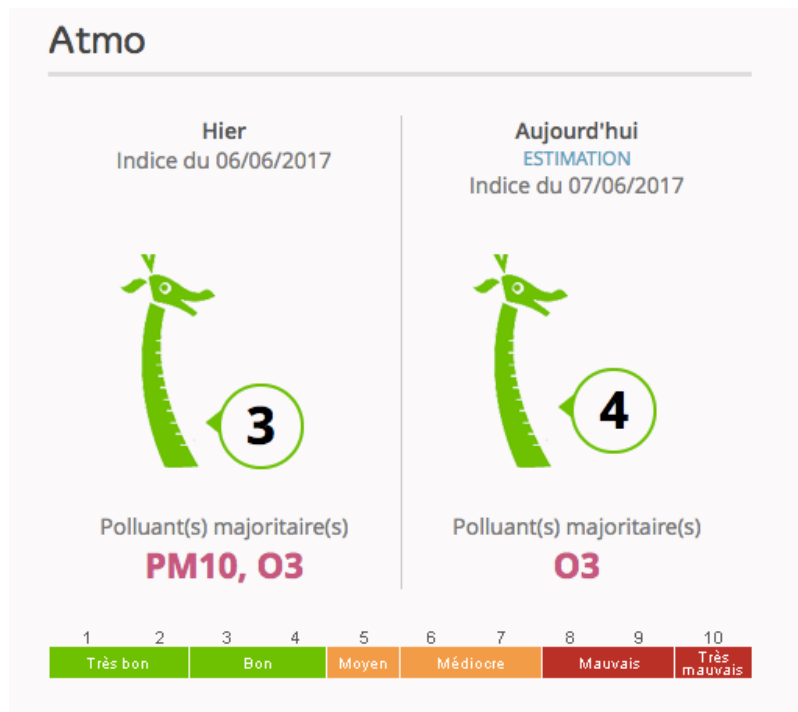 Atmo
Hier
Indice du 06/06/2017
3
Polluant(s) majoritaire(s)
PM10, O3
Aujourd'hui
ESTIMATION
Indice du 07/06/2017
4
Polluant(s) majoritaire(s)
O3
1 2 3 4 5 6 7 8 9 10
Très bon Bon Moyen Médiocre Mauvais Très mauvais